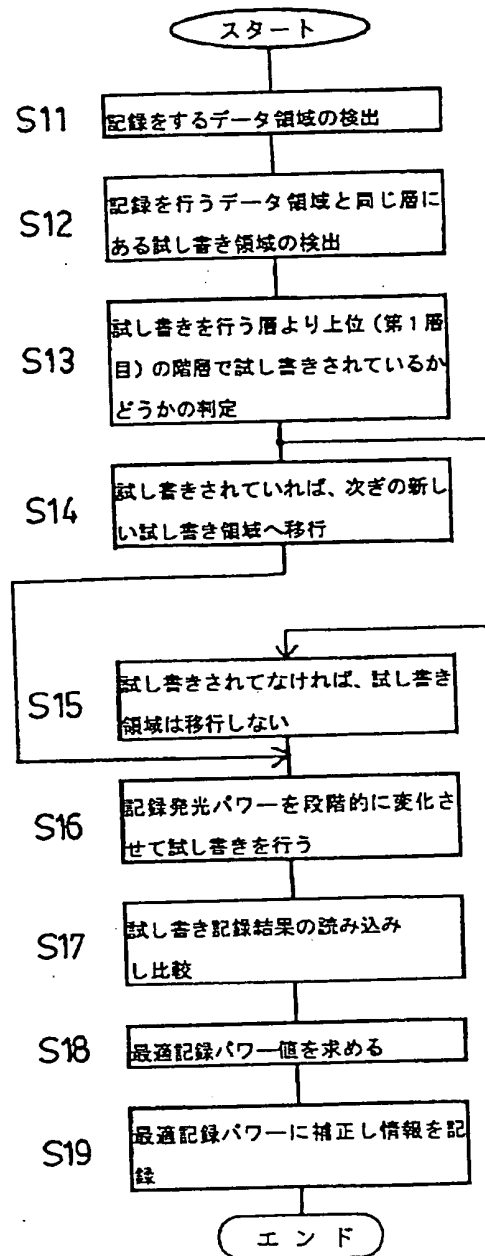 スタート
S11
記録をするデータ領域の検出
S12
記録を行うデータ領域と同じ層に
ある試し書き領域の検出
S13
試し書きを行う層より上位(第1層
目)の階層で試し書きされているか
どうかの判定
S14
試し書きされていれば、次ぎの新し
い試し書き領域へ移行
S15
試し書きされてなければ、試し書き
領域は移行しない
S16
記録発光パワーを段階的に変化さ
せて試し書きを行う
S17
試し書き記録結果の読み込み
し比較
S18
最適記録パワー値を求める
S19
最適記録パワーに補正し情報を記
録
エンド